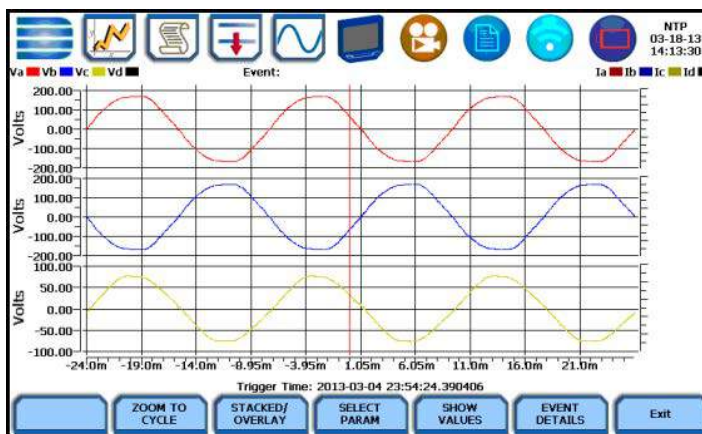 NTP
03-18-13
14:13:30
Va Vb Vc Vd
Event:
Ia Ib Ic Id
200.00
100.00
0.00
-100.00
-200.00
Volts
200.00
100.00
0.00
-100.00
-200.00
Volts
100.00
50.00
0.00
-50.00
-100.00
Volts
-24.0m -19.0m -14.0m -8.95m -3.95m 1.05m 6.05m 11.0m 16.0m 21.0m
Trigger Time: 2013-03-04 23:54:24.390406
ZOOM TO
CYCLE
STACKED/
OVERLAY
SELECT
PARAM
SHOW
VALUES
EVENT
DETAILS
Exit